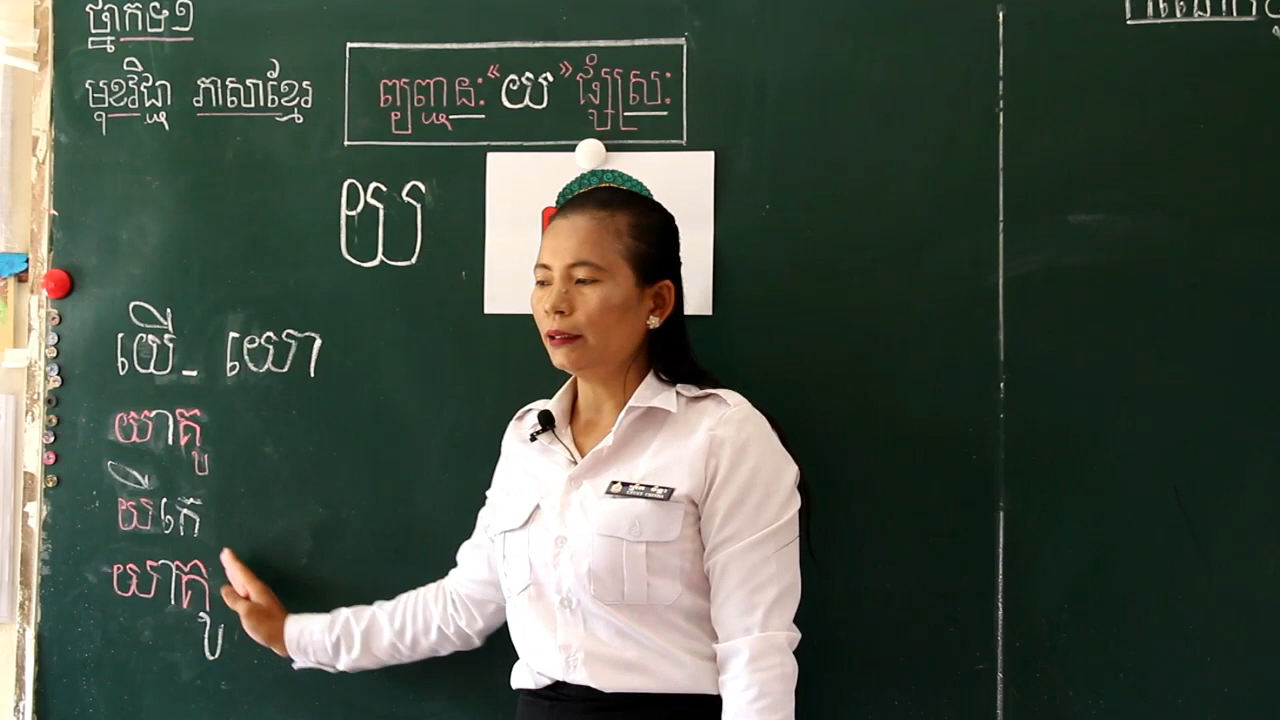 ថ្នាក់ទី១
មុខវិជ្ជា ភាសាខ្មែរ
ព្យញ្ជនៈ “យ” ផ្សំស្រៈ
យ
យើ - យោ
យាគូ
យីកេ
យាគូ